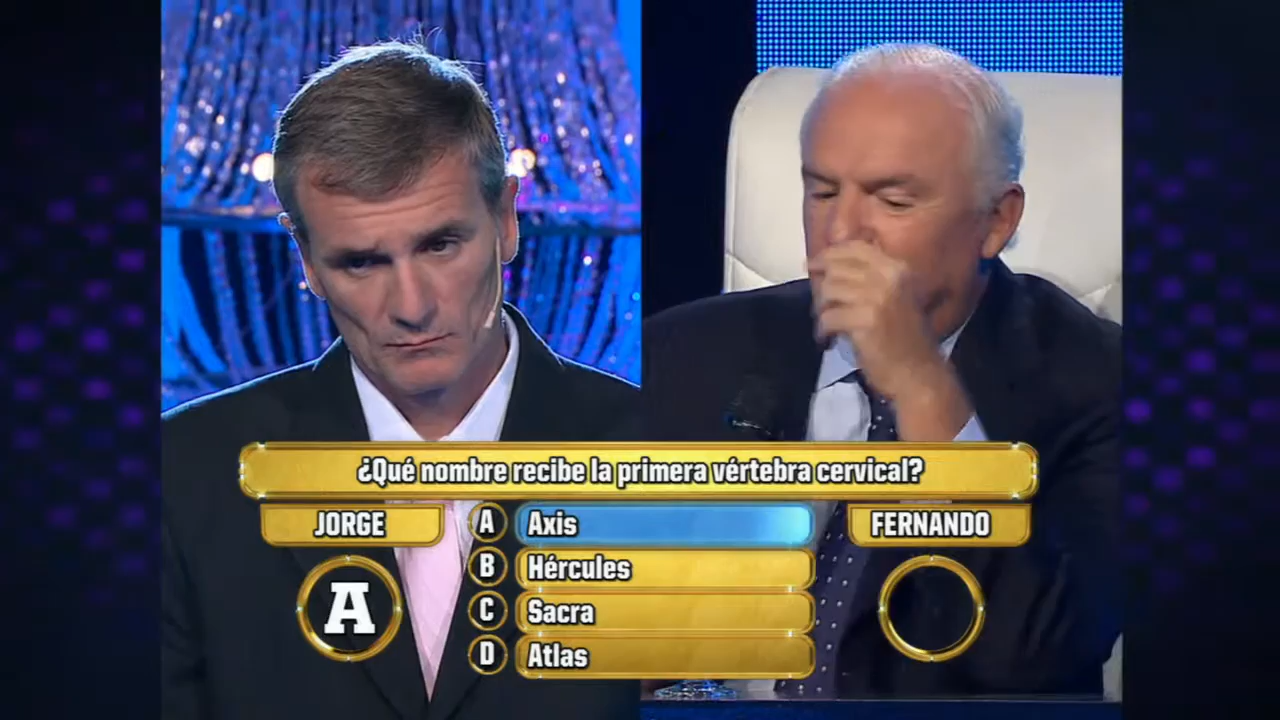 ¿Qué nombre recibe la primera vértebra cervical?
JORGE
A
A Axis
B Hércules
C Sacra
D Atlas
FERNANDO